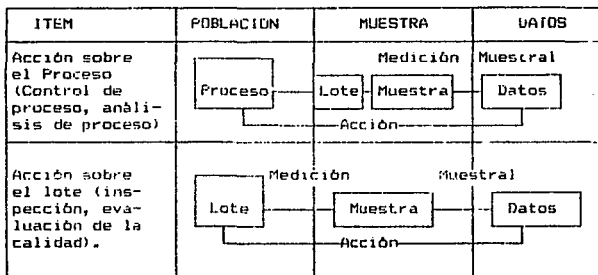 ITEM POBLACION MUESTRA DATOS
Acción sobre
el Proceso
(Control de
proceso, análi-
sis de proceso)
Medición Muestral
Proceso Lote Muestra Datos
Acción
Acción sobre
el lote (ins-
pección, eva-
luación de la
calidad).
Medición Muestral
Lote Muestra Datos
Acción